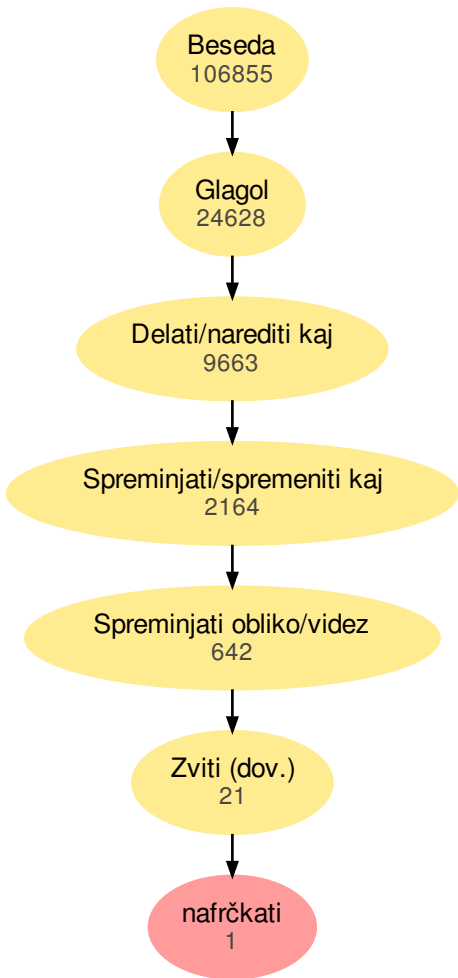 Beseda
106855
Glagol
24628
Delati/narediti kaj
9663
Spreminjati/spremeniti kaj
2164
Spreminjati obliko/videz
642
Zviti (dov.)
21
nafrčkati
1